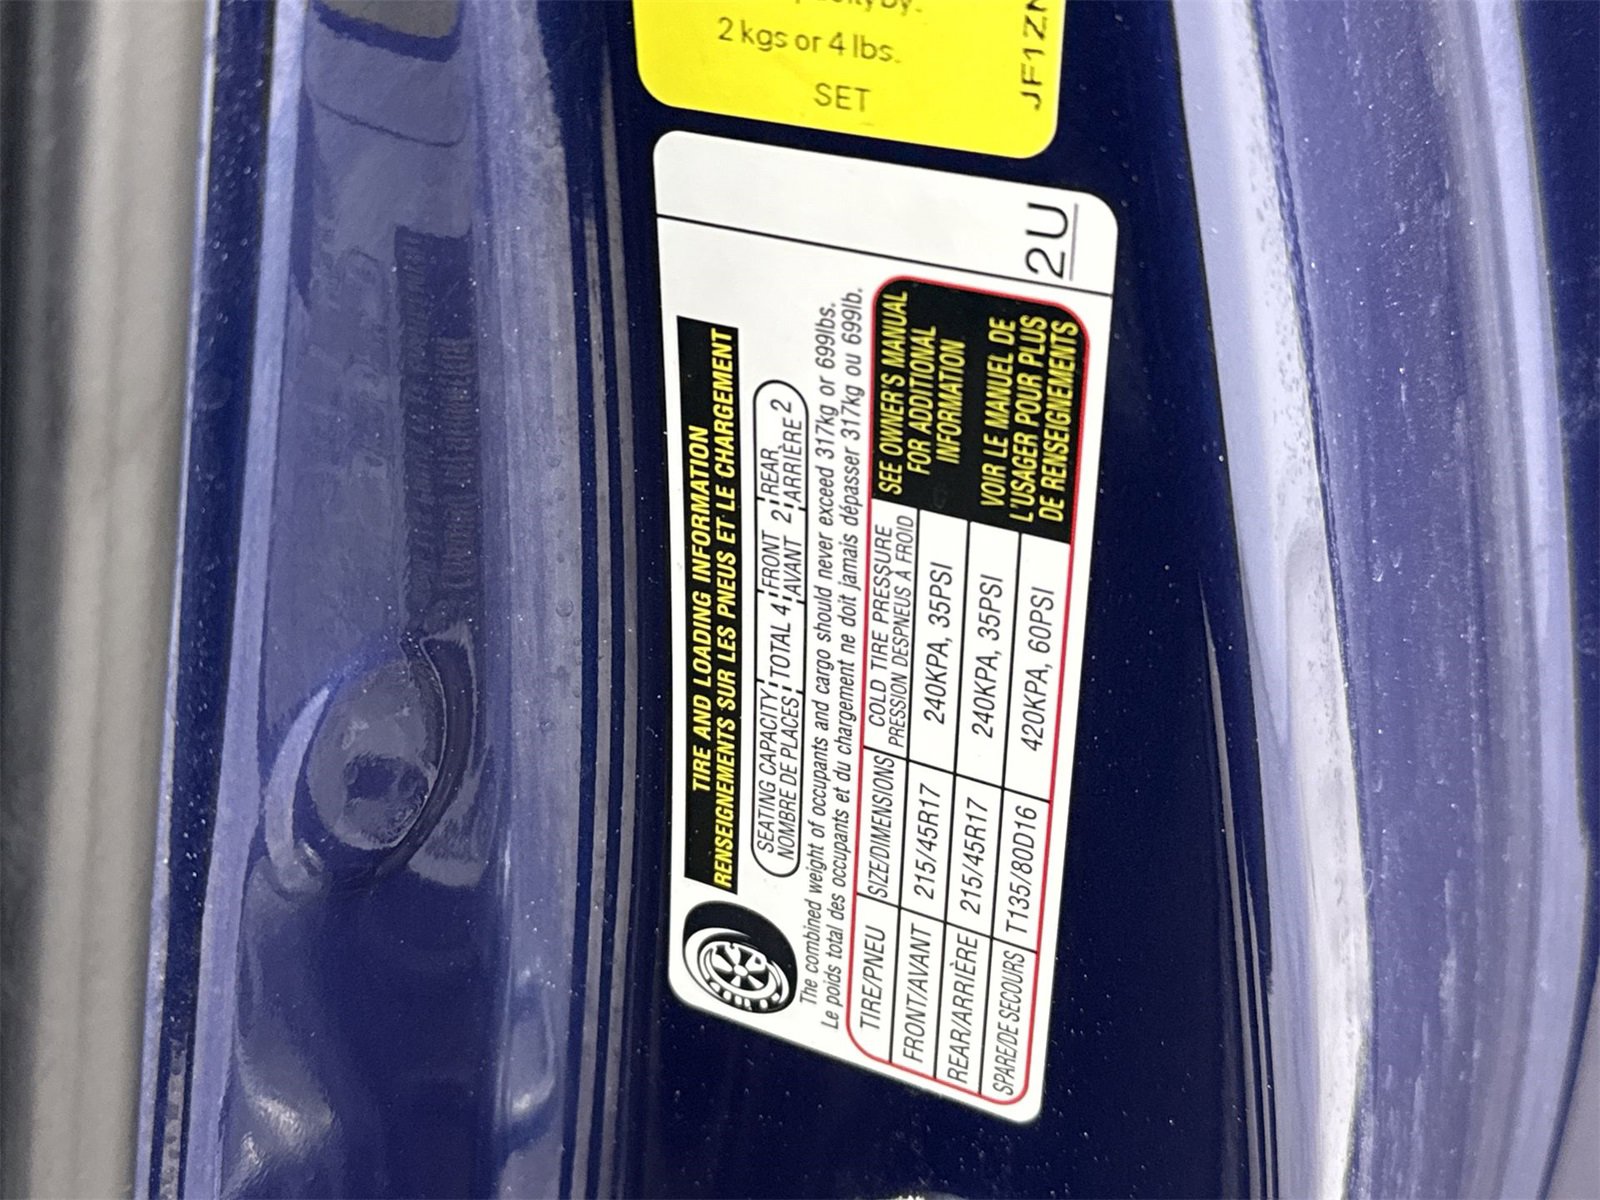 2 kgs or 4 lbs.
SET
JF1ZN
2U
TIRE AND LOADING INFORMATION
RENSEIGNEMENTS SUR LES PNEUS ET LE CHARGEMENT
SEATING CAPACITY TOTAL 4 FRONT 2 REAR 2
NOMBRE DE PLACES AVANT ARRIÈRE
The combined weight of occupants and cargo should never exceed 317kg or 699lbs.
Le poids total des occupants et du chargement ne doit jamais dépasser 317kg ou 699lb.
TIRE/PNEU SIZE/DIMENSIONS COLD TIRE PRESSURE
PRESSION DESPNEUS À FROID
FRONT/AVANT 215/45R17 240KPA, 35PSI
REAR/ARRIÈRE 215/45R17 240KPA, 35PSI
SPARE/DE SECOURS T135/80D16 420KPA, 60PSI
SEE OWNER'S MANUAL
FOR ADDITIONAL
INFORMATION
VOIR LE MANUEL DE
L'USAGER POUR PLUS
DE RENSEIGNEMENTS